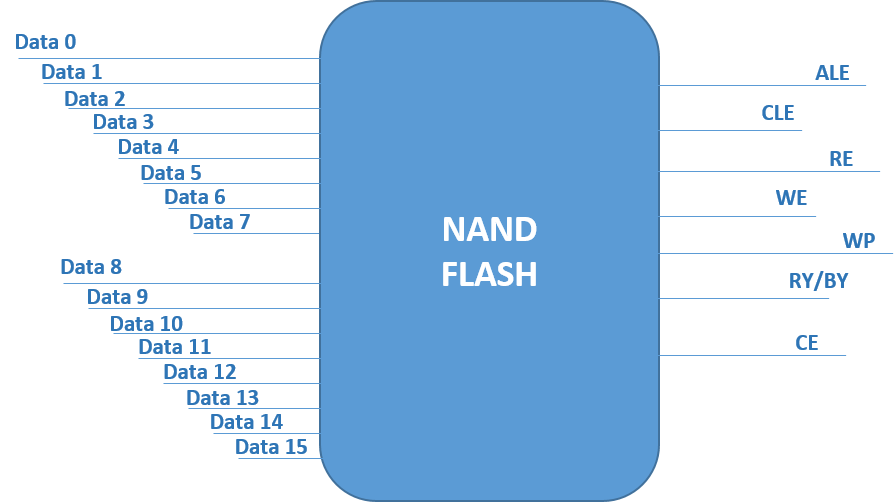 Data 0
Data 1
Data 2
Data 3
Data 4
Data 5
Data 6
Data 7
Data 8
Data 9
Data 10
Data 11
Data 12
Data 13
Data 14
Data 15
NAND
FLASH
ALE
CLE
RE
WE
WP
RY/BY
CE